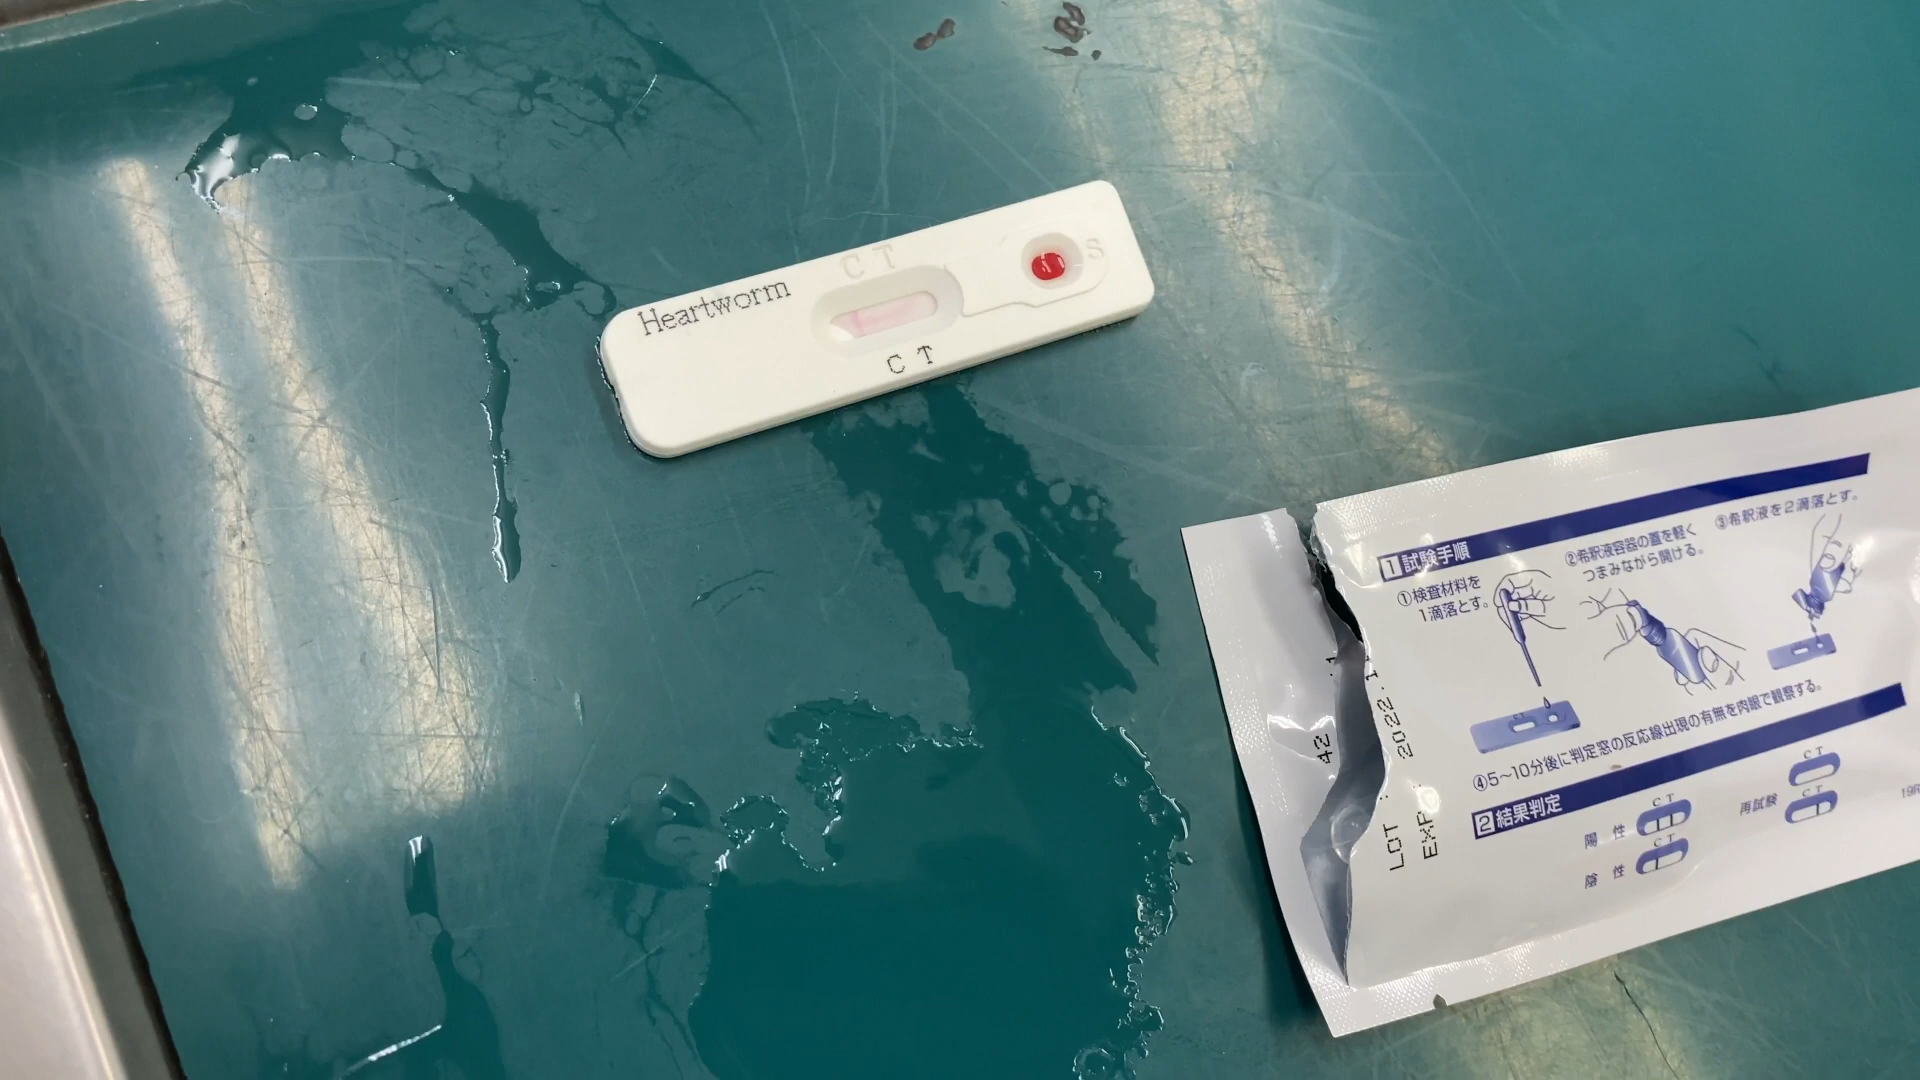 C T
S
Heartworm
C T
1 試験手順
①検査材料を
1滴落とす。
②希釈液容器の蓋を軽く
つまみながら開ける。
③希釈液を2滴落とす。
④5～10分後に判定窓の反応線出現の有無を肉眼で観察する。
2 結果判定
陽 性
C T
陰 性
C T
再試験
C T
C T
LOT
42
EXP.
2022.1